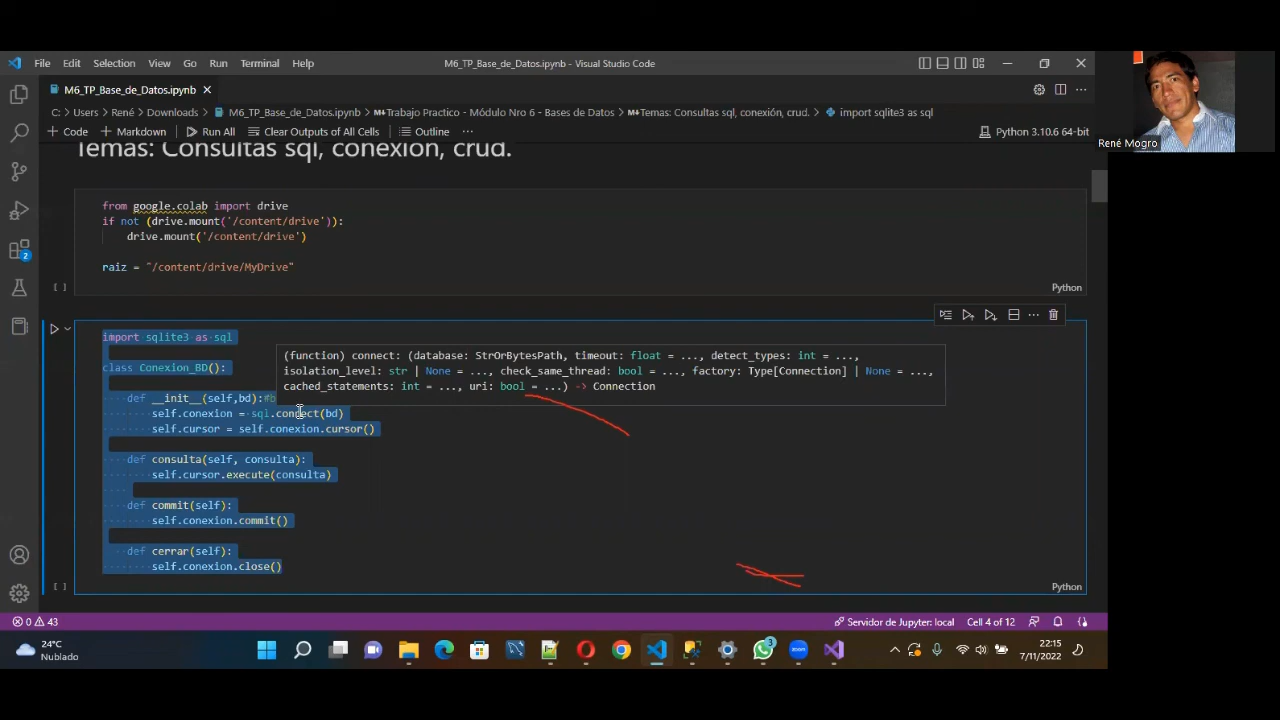 File Edit Selection View Go Run Terminal Help
M6_TP_Base_de_Datos.ipynb - Visual Studio Code
M6_TP_Base_de_Datos.ipynb
C: > Users > René > Downloads > M6_TP_Base_de_Datos.ipynb > Trabajo Practico - Módulo Nro 6 - Bases de Datos > Temas: Consultas sql, conexión, crud. > import sqlite3 as sql
+ Code + Markdown Run All Clear Outputs of All Cells Outline ...
Python 3.10.6 64-bit
René Mogro
Temas: Consultas sql, conexión, crud.
from google.colab import drive
if not (drive.mount('/content/drive')):
drive.mount('/content/drive')
raiz = "/content/drive/MyDrive"
[ ]
Python
import sqlite3 as sql
(function) connect: (database: StrOrBytesPath, timeout: float = ..., detect_types: int = ...,
class Conexion_BD():
isolation_level: str | None = ..., check_same_thread: bool = ..., factory: Type[Connection] | None = ...,
cached_statements: int = ..., uri: bool = ...) -> Connection
def __init__(self,bd):#b
self.conexion = sql.connect(bd)
self.cursor = self.conexion.cursor()
def consulta(self, consulta):
self.cursor.execute(consulta)
def commit(self):
self.conexion.commit()
def cerrar(self):
self.conexion.close()
[ ]
Python
2
0 43
Servidor de Jupyter: local Cell 4 of 12
24°C
Nublado
3
zoom
22:15
7/11/2022